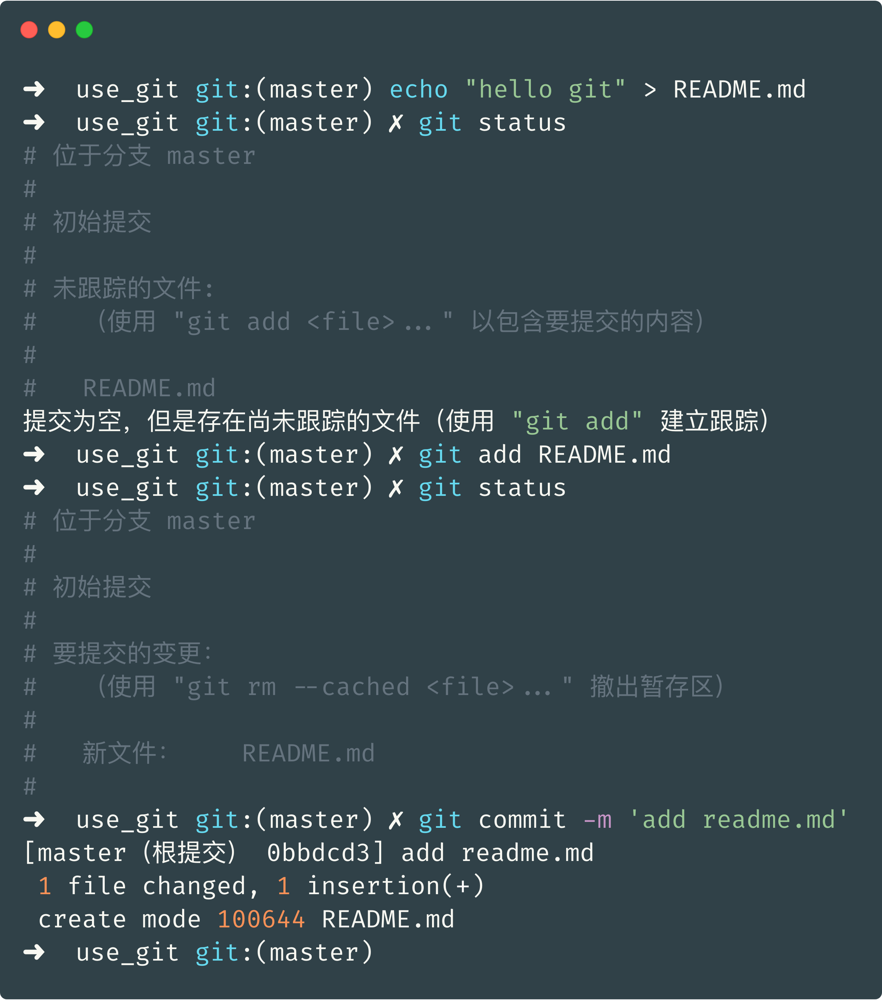 ➜  use_git git:(master) echo "hello git" > README.md
➜  use_git git:(master) ✗ git status
# 位于分支 master
#
# 初始提交
#
# 未跟踪的文件:
#   （使用 "git add <file>..." 以包含要提交的内容）
#
#   README.md
提交为空，但是存在尚未跟踪的文件（使用 "git add" 建立跟踪）
➜  use_git git:(master) ✗ git add README.md
➜  use_git git:(master) ✗ git status
# 位于分支 master
#
# 初始提交
#
# 要提交的变更：
#   （使用 "git rm --cached <file>..." 撤出暂存区）
#
#   新文件：    README.md
#
➜  use_git git:(master) ✗ git commit -m 'add readme.md'
[master（根提交） 0bbdcd3] add readme.md
 1 file changed, 1 insertion(+)
 create mode 100644 README.md
➜  use_git git:(master)